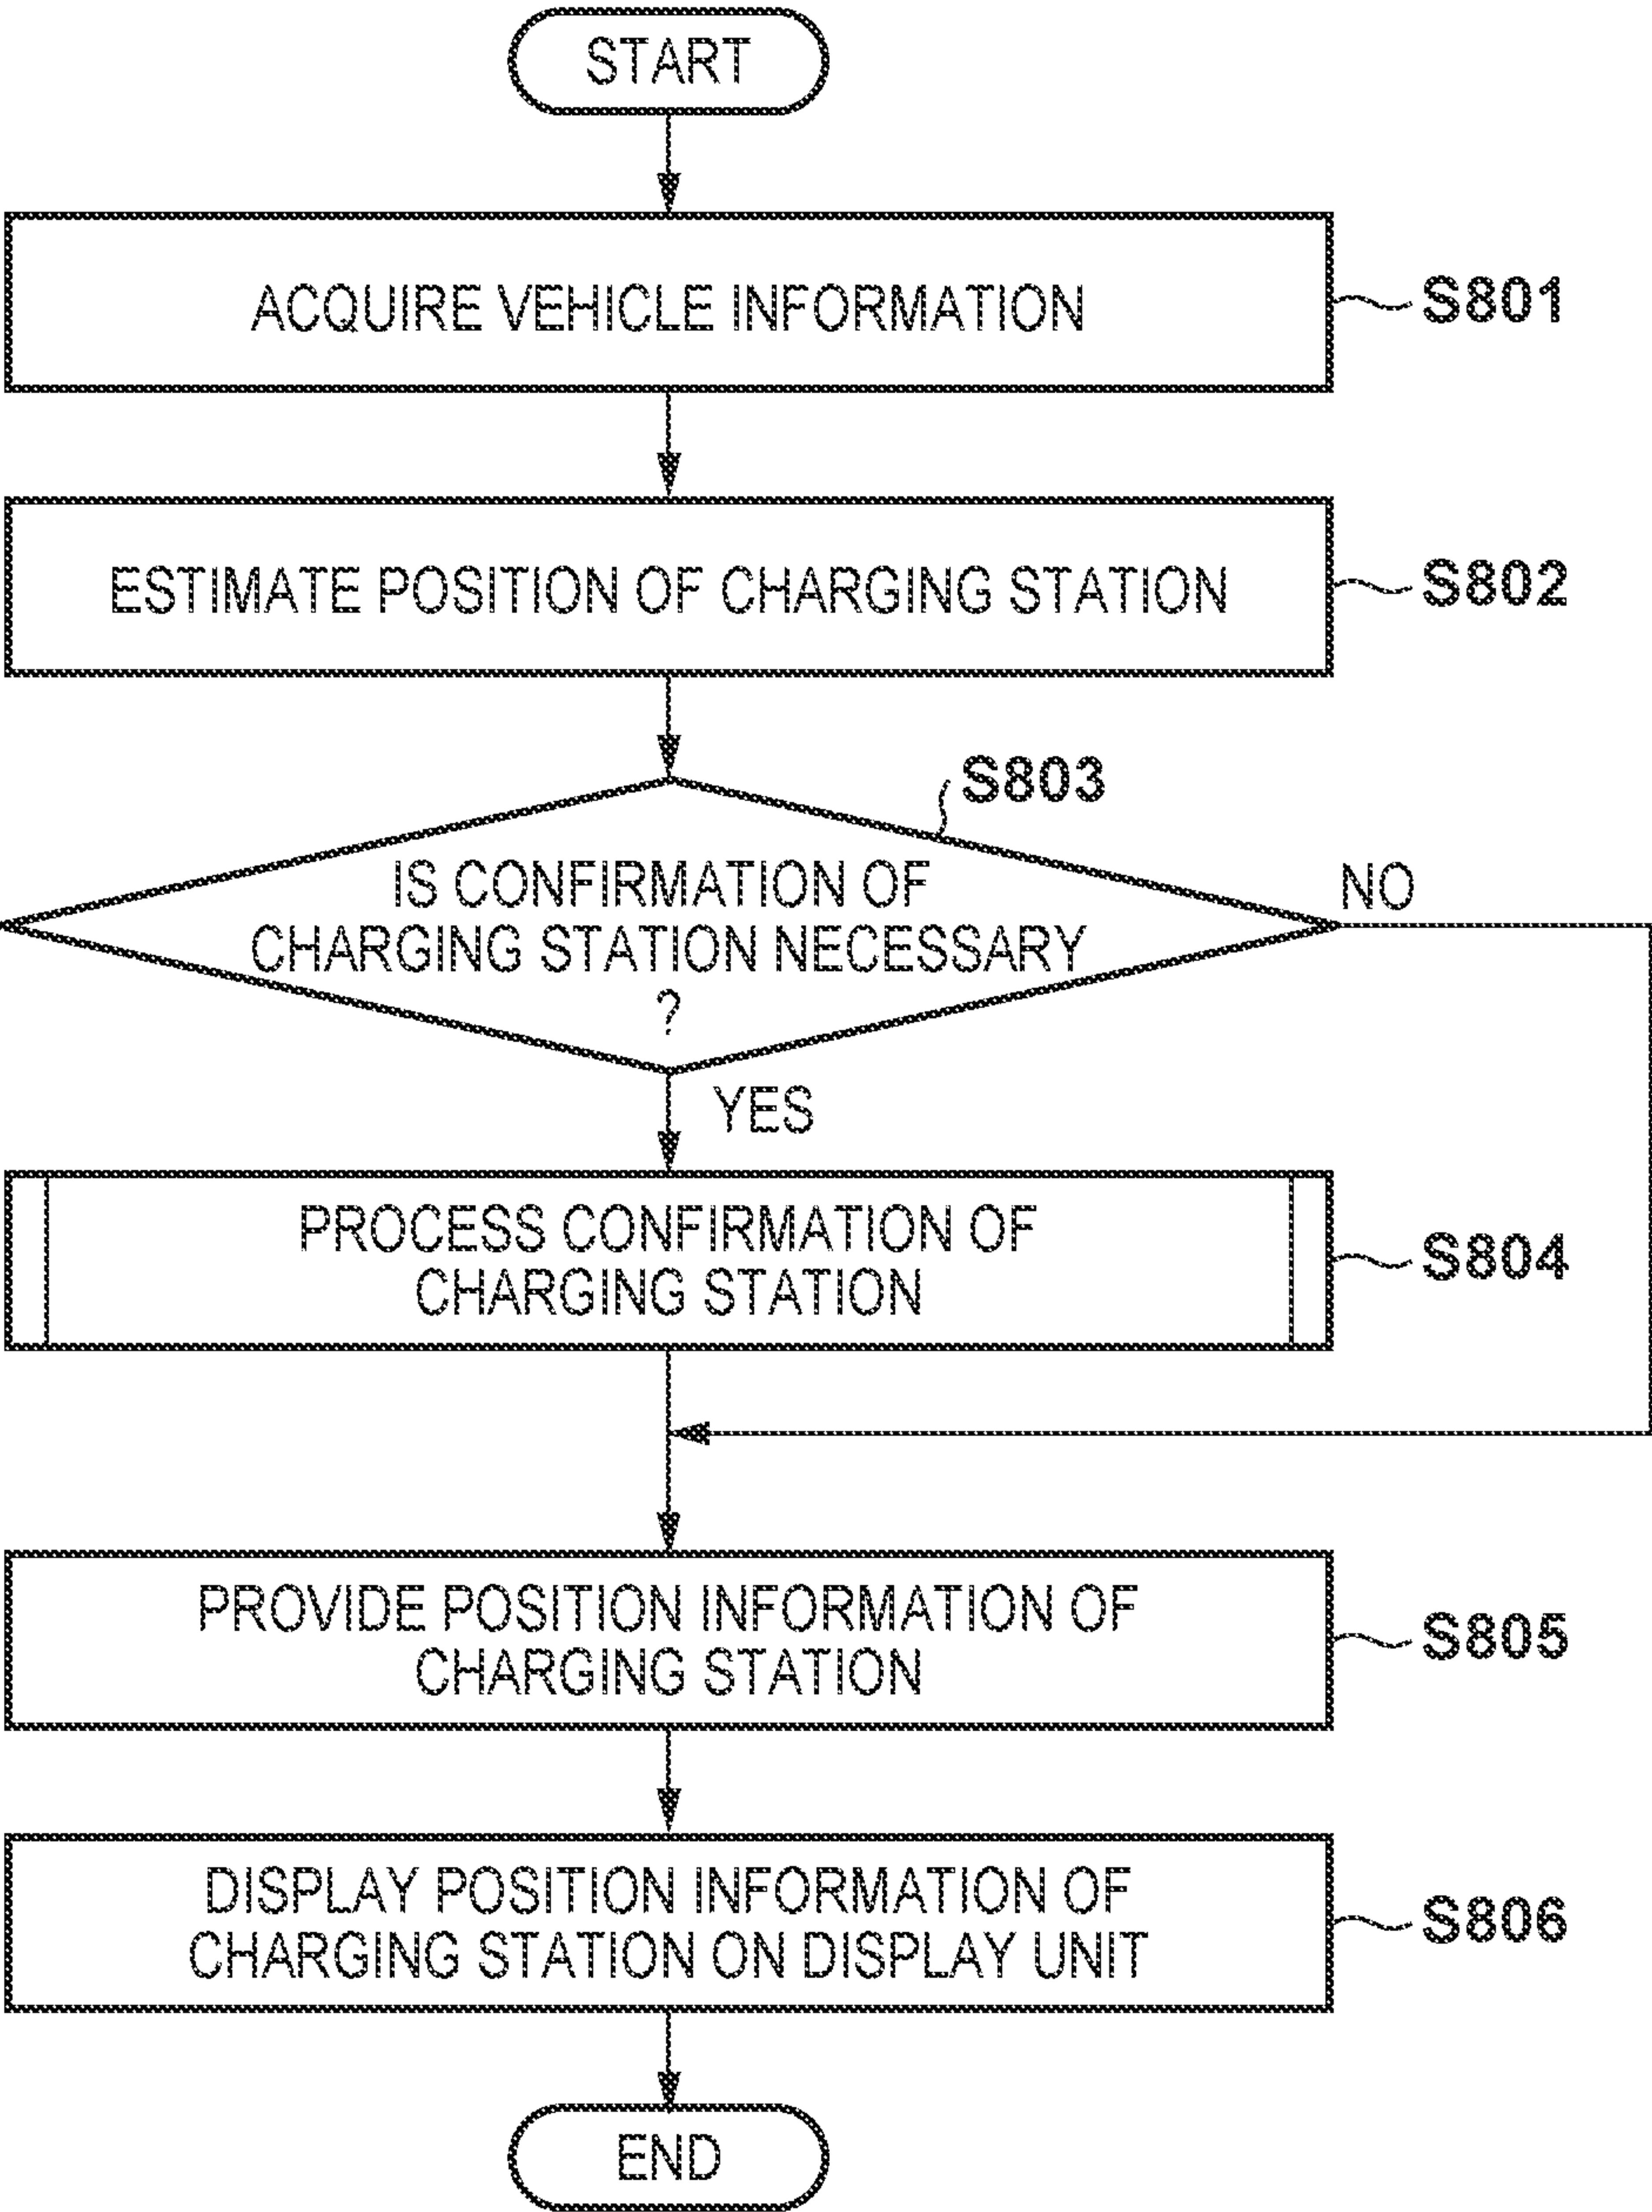 START
ACQUIRE VEHICLE INFORMATION
S801
ESTIMATE POSITION OF CHARGING STATION
S802
S803
IS CONFIRMATION OF
CHARGING STATION NECESSARY
?
NO
YES
PROCESS CONFIRMATION OF
CHARGING STATION
S804
PROVIDE POSITION INFORMATION OF
CHARGING STATION
S805
DISPLAY POSITION INFORMATION OF
CHARGING STATION ON DISPLAY UNIT
S806
END